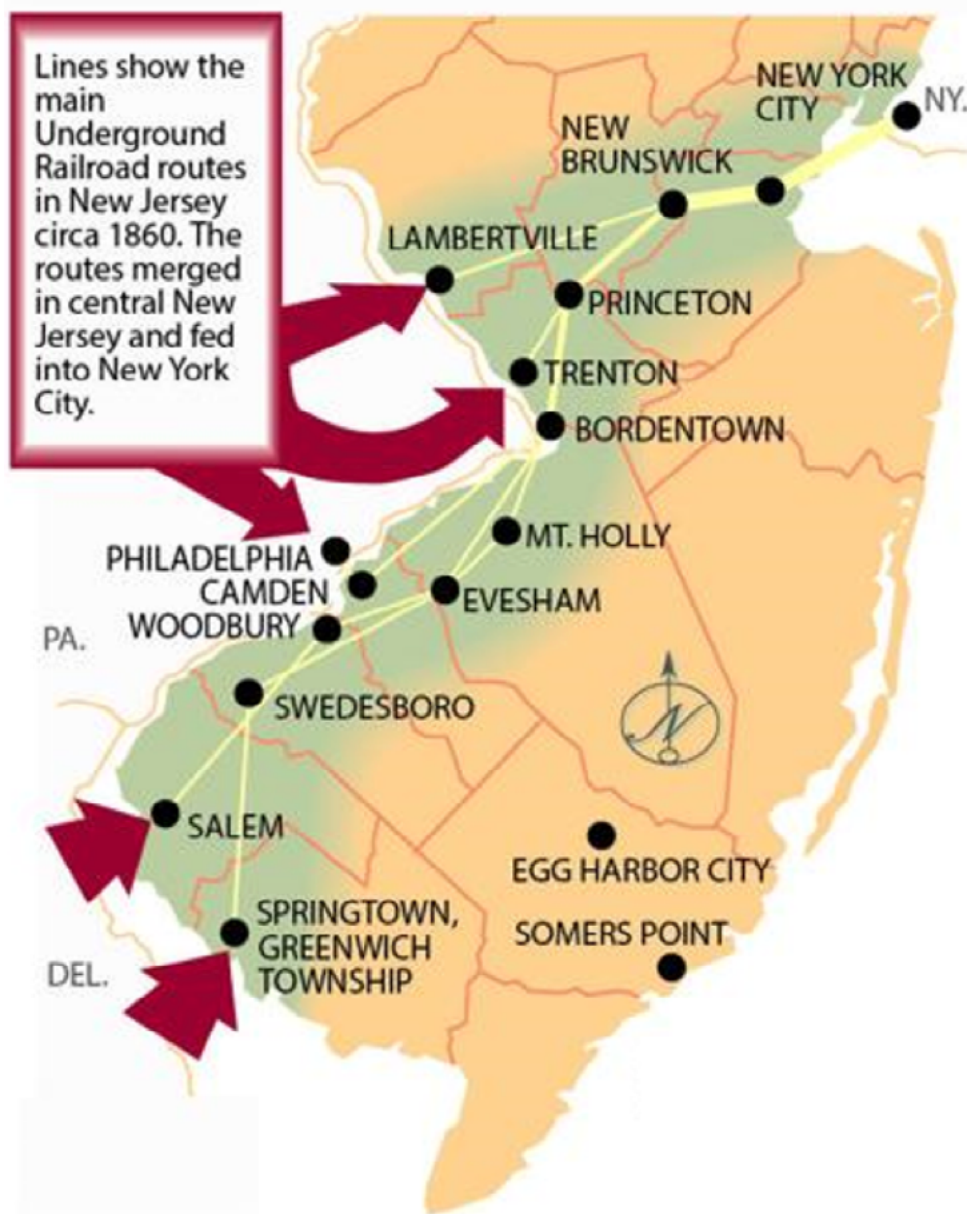 Lines show the
main
Underground
Railroad routes
in New Jersey
circa 1860. The
routes merged
in central New
Jersey and fed
into New York
City.
NEW YORK
CITY
NY.
NEW
BRUNSWICK
LAMBERTVILLE
PRINCETON
TRENTON
BORDENTOWN
MT. HOLLY
PHILADELPHIA
CAMDEN
EVESHAM
WOODBURY
PA.
SWEDESBORO
N
SALEM
EGG HARBOR CITY
SPRINGTOWN,
GREENWICH
TOWNSHIP
SOMERS POINT
DEL.